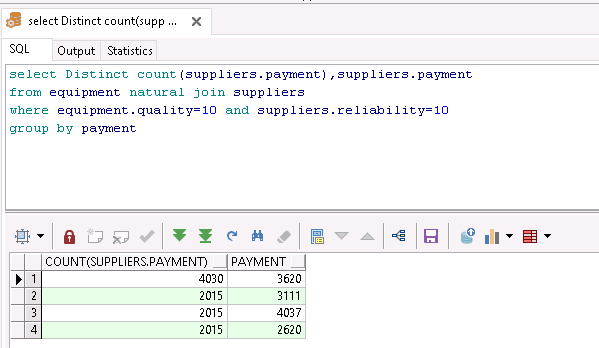 select Distinct count(supp ...
SQL Output Statistics
select Distinct count(suppliers.payment),suppliers.payment
from equipment natural join suppliers
where equipment.quality=10 and suppliers.reliability=10
group by payment
COUNT(SUPPLIERS.PAYMENT) PAYMENT
1 4030 3620
2 2015 3111
3 2015 4037
4 2015 2620